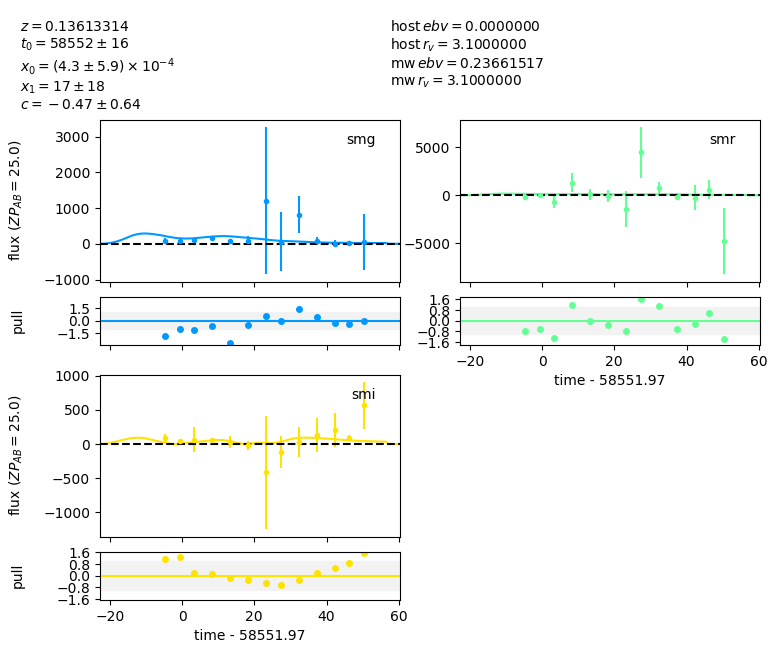 z = 0.13613314
t₀ = 58552 ± 16
x₀ = (4.3 ± 5.9) × 10⁻⁴
x₁ = 17 ± 18
c = −0.47 ± 0.64
host ebv = 0.0000000
host r_v = 3.1000000
mw ebv = 0.23661517
mw r_v = 3.1000000
smg
3000
2000
1000
0
−1000
flux (ZP_AB = 25.0)
smr
5000
0
−5000
1.5
0.0
−1.5
pull
1.6
0.8
0.0
−0.8
−1.6
−20 0 20 40 60
time - 58551.97
smi
1000
500
0
−500
−1000
flux (ZP_AB = 25.0)
1.6
0.8
0.0
−0.8
−1.6
pull
−20 0 20 40 60
time - 58551.97